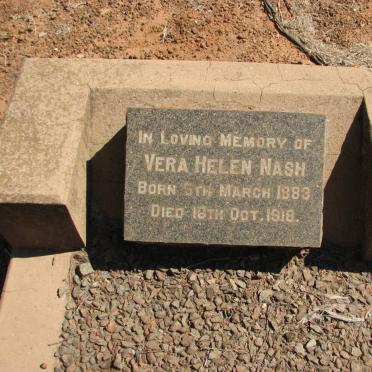 In Loving Memory of
Vera Helen Nash
Born 5th March 1883
Died 18th Oct. 1918.